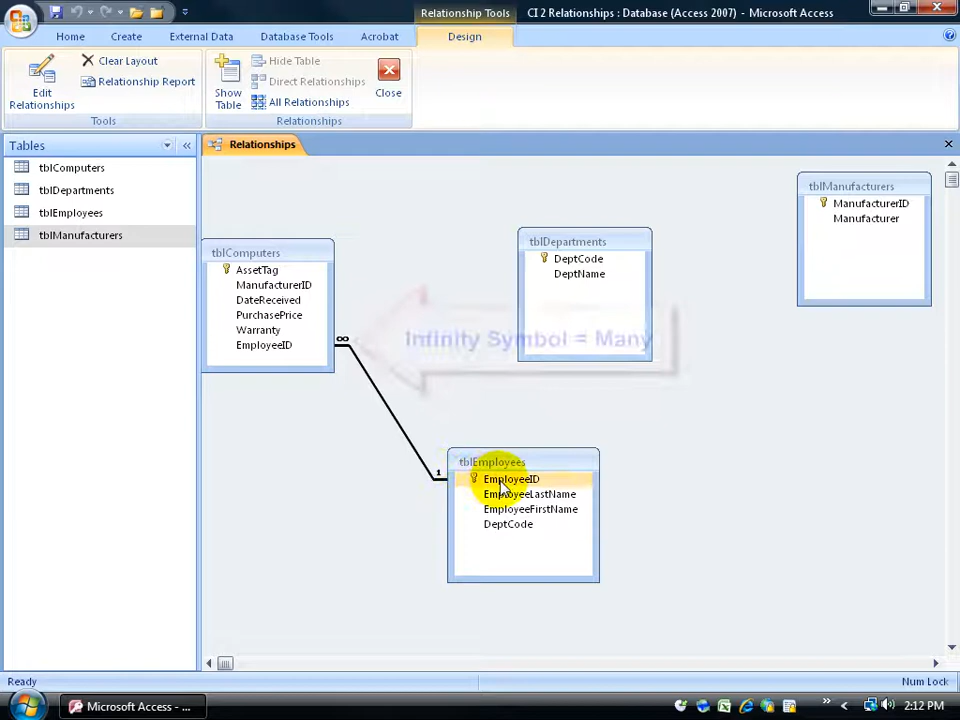 Relationship Tools
CI 2 Relationships : Database (Access 2007) - Microsoft Access
Home
Create
External Data
Database Tools
Acrobat
Design
Edit
Relationships
Clear Layout
Relationship Report
Tools
Show
Table
Hide Table
Direct Relationships
All Relationships
Close
Relationships
Tables
tblComputers
tblDepartments
tblEmployees
tblManufacturers
Relationships
tblComputers
AssetTag
ManufacturerID
DateReceived
PurchasePrice
Warranty
EmployeeID
tblDepartments
DeptCode
DeptName
tblManufacturers
ManufacturerID
Manufacturer
∞
Infinity Symbol = Many
1
tblEmployees
EmployeeID
EmployeeLastName
EmployeeFirstName
DeptCode
Ready
Num Lock
Microsoft Access - ...
2:12 PM